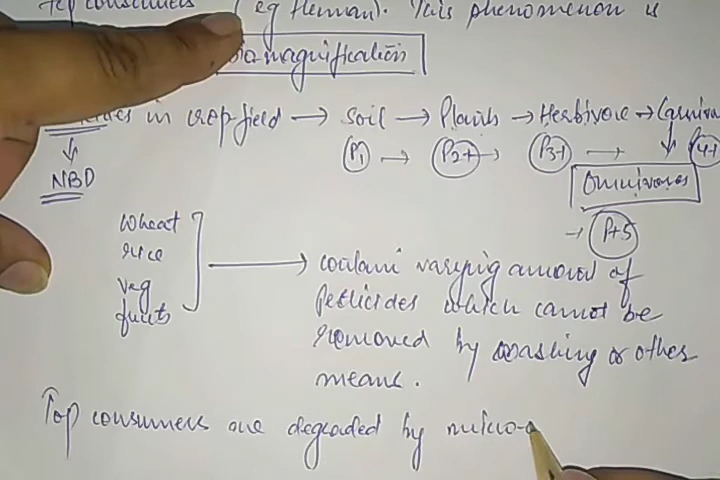 Top consumers (eg Human). This phenomenon is
magnification
in crop field → Soil → Plants → Herbivore → Carnivo
↓
NBD
P1 → P2+ → P3+ → P4+
Omnivores
→ P+5
Wheat
rice
veg
fruits
contain varying amount of
pesticides which cannot be
removed by washing or other
means.
Top consumers are degraded by micro-o